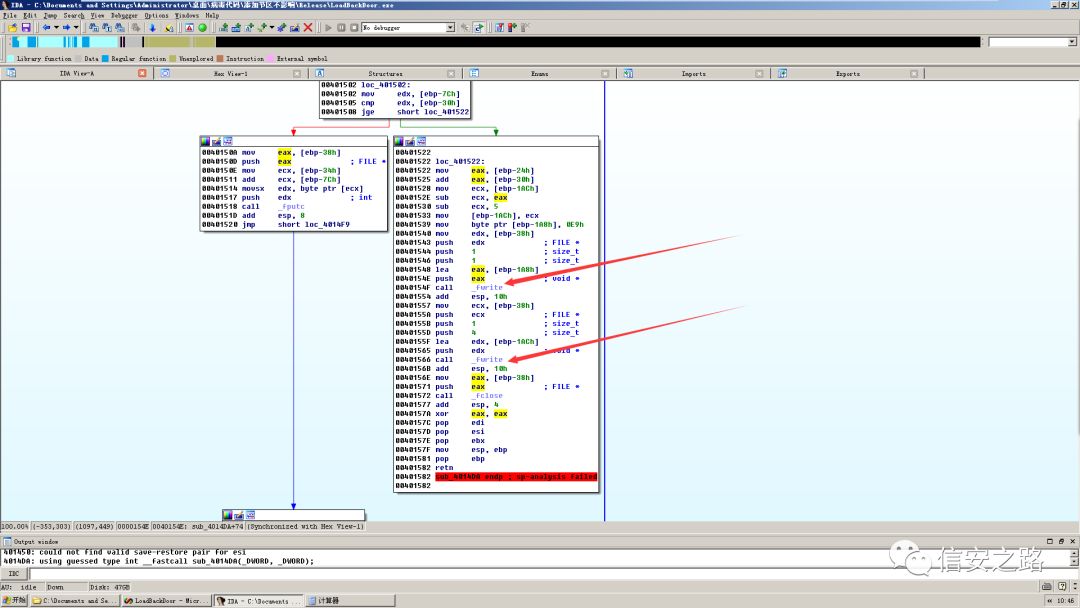 IDA - C:\Documents and Settings\Administrator\桌面\病毒代码\添加节区不影响\Release\LoadBackDoor.exe
File Edit Jump Search View Debugger Options Windows Help
No debugger
Library function Data Regular function Unexplored Instruction External symbol
IDA View-A Hex View-1 Structures Enums Imports Exports
00401502 loc_401502:
00401502 mov edx, [ebp-7Ch]
00401505 cmp edx, [ebp-30h]
00401508 jge short loc_401522
0040150A mov eax, [ebp-38h]
0040150D push eax ; FILE *
0040150E mov ecx, [ebp-34h]
00401511 add ecx, [ebp-7Ch]
00401514 movsx edx, byte ptr [ecx]
00401517 push edx ; int
00401518 call _fputc
0040151D add esp, 8
00401520 jmp short loc_4014F9
00401522
00401522 loc_401522:
00401522 mov eax, [ebp-24h]
00401525 add eax, [ebp-30h]
00401528 mov ecx, [ebp-1ACh]
0040152E sub ecx, eax
00401530 sub ecx, 5
00401533 mov [ebp-1ACh], ecx
00401539 mov byte ptr [ebp-1A8h], 0E9h
00401540 mov edx, [ebp-38h]
00401543 push edx ; FILE *
00401544 push 1 ; size_t
00401546 push 1 ; size_t
00401548 lea eax, [ebp-1A8h]
0040154E push eax ; void *
0040154F call _fwrite
00401554 add esp, 10h
00401557 mov ecx, [ebp-38h]
0040155A push ecx ; FILE *
0040155B push 1 ; size_t
0040155D push 4 ; size_t
0040155F lea edx, [ebp-1ACh]
00401565 push edx ; void *
00401566 call _fwrite
0040156B add esp, 10h
0040156E mov eax, [ebp-38h]
00401571 push eax ; FILE *
00401572 call _fclose
00401577 add esp, 4
0040157A xor eax, eax
0040157C pop edi
0040157D pop esi
0040157E pop ebx
0040157F mov esp, ebp
00401581 pop ebp
00401582 retn
00401582 sub_4014DA endp ; sp-analysis failed
00401582
100.00% (-353,303) (1097,449) 0000154E 0040154E: sub_4014DA+74 (Synchronized with Hex View-1)
Output window
401450: could not find valid save-restore pair for esi
4014DA: using guessed type int __fastcall sub_4014DA(_DWORD, _DWORD);
IDC
AU: idle Down Disk: 47GB
信安之路
开始 C:\Documents and Se... LoadBackDoor - Micr... IDA - C:\Documents ... 计算器 10:46